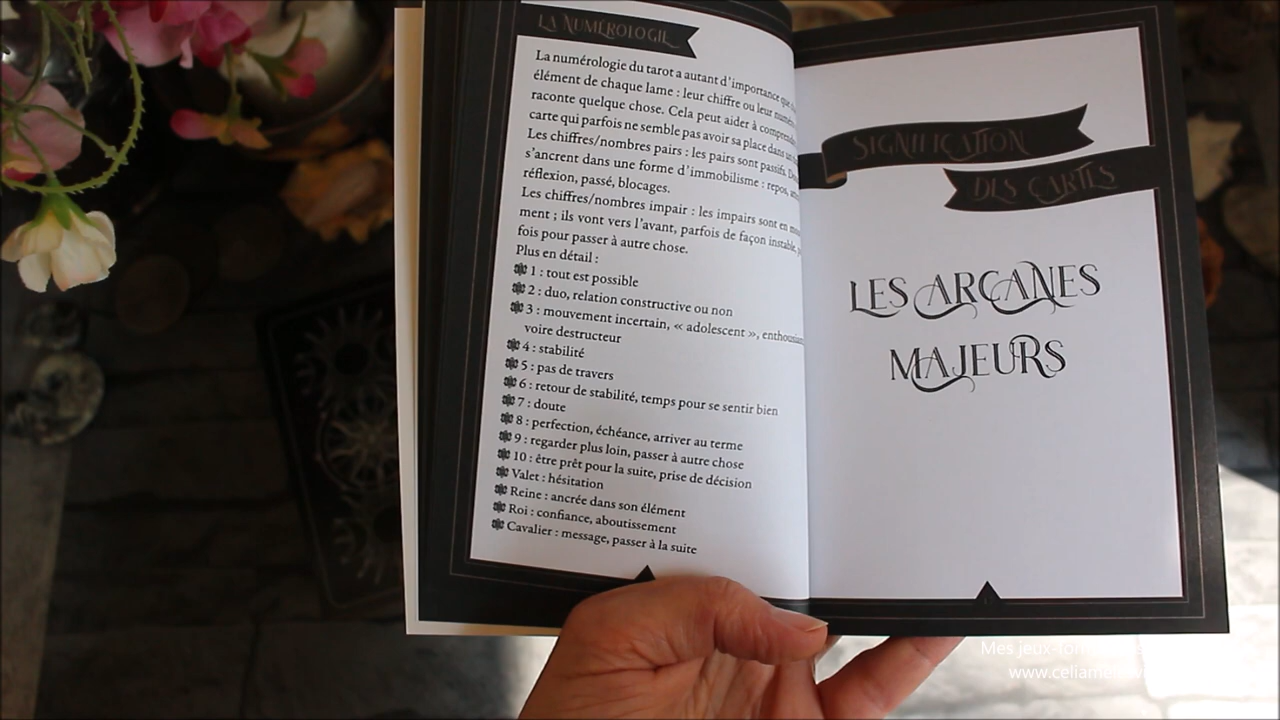 LA NUMÉROLOGIE
La numérologie du tarot a autant d'importance que
élément de chaque lame : leur chiffre ou leur
raconte quelque chose. Cela peut aider à
carte qui parfois ne semble pas avoir sa place dans un
Les chiffres/nombres pairs : les pairs sont passifs.
s'ancrent dans une forme d'immobilisme : repos,
réflexion, passé, blocages.
Les chiffres/nombres impair : les impairs sont en
ment ; ils vont vers l'avant, parfois de façon instable,
fois pour passer à autre chose.
Plus en détail :
1 : tout est possible
2 : duo, relation constructive ou non
3 : mouvement incertain, « adolescent »,
voire destructeur
4 : stabilité
5 : pas de travers
6 : retour de stabilité, temps pour se sentir bien
7 : doute
8 : perfection, échéance, arriver au terme
9 : regarder plus loin, passer à autre chose
10 : être prêt pour la suite, prise de décision
Valet : hésitation
Reine : ancrée dans son élément
Roi : confiance, aboutissement
Cavalier : message, passer à la suite
SIGNIFICATION
DES CARTES
LES ARCANES
MAJEURS
Mes